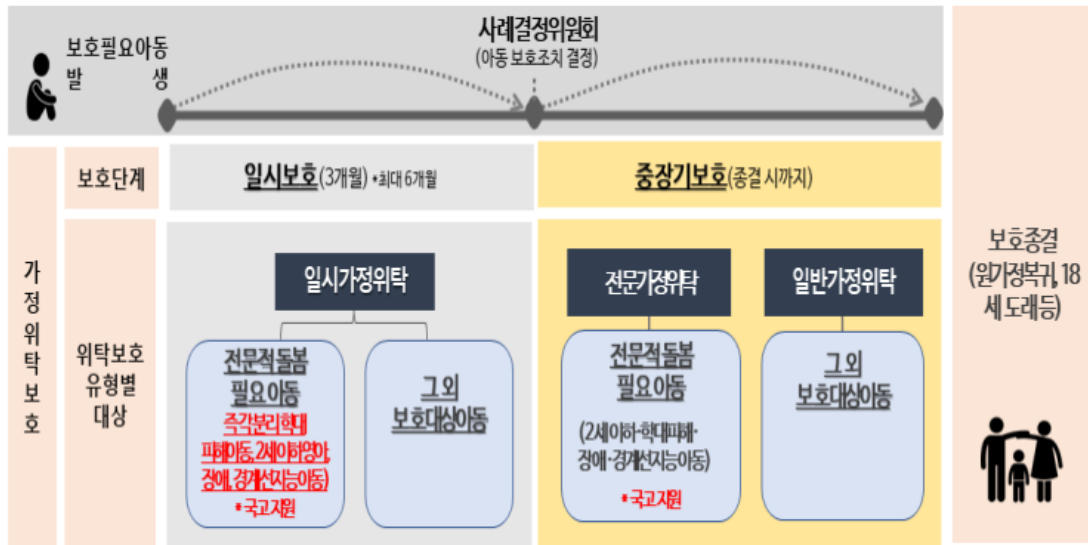 보호필요아동
발 생
사례결정위원회
(아동 보호조치 결정)
보호단계
일시보호(3개월) *최대 6개월
중장기보호(종결 시까지)
가정위탁보호
위탁보호
유형별
대상
일시가정위탁
전문적 돌봄
필요 아동
즉각분리 학대
피해아동, 2세 이하 영아,
장애, 경계선지능아동)
* 국고지원
그 외
보호대상아동
전문가정위탁
전문적 돌봄
필요 아동
(2세 이하·학대피해·
장애·경계선지능아동)
* 국고지원
일반가정위탁
그 외
보호대상아동
보호종결
(원가정복귀, 18
세 도래 등)